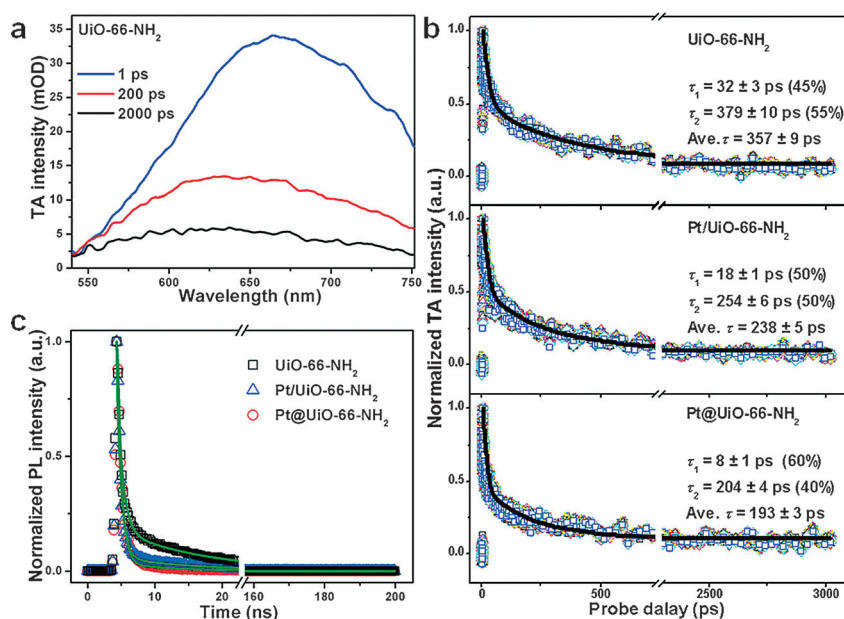 a
UiO-66-NH₂
1 ps
200 ps
2000 ps
TA intensity (mOD)
35
30
25
20
15
10
5
0
550 600 650 700 750
Wavelength (nm)
b
UiO-66-NH₂
τ₁ = 32 ± 3 ps (45%)
τ₂ = 379 ± 10 ps (55%)
Ave. τ = 357 ± 9 ps
1.0
0.5
0.0
Pt/UiO-66-NH₂
τ₁ = 18 ± 1 ps (50%)
τ₂ = 254 ± 6 ps (50%)
Ave. τ = 238 ± 5 ps
1.0
0.5
0.0
Pt@UiO-66-NH₂
τ₁ = 8 ± 1 ps (60%)
τ₂ = 204 ± 4 ps (40%)
Ave. τ = 193 ± 3 ps
1.0
0.5
0.0
Normalized TA intensity (a.u.)
0 500 2500 3000
Probe dalay (ps)
c
UiO-66-NH₂
Pt/UiO-66-NH₂
Pt@UiO-66-NH₂
Normalized PL intensity (a.u.)
1.0
0.5
0.0
0 10 20 160 180 200
Time (ns)